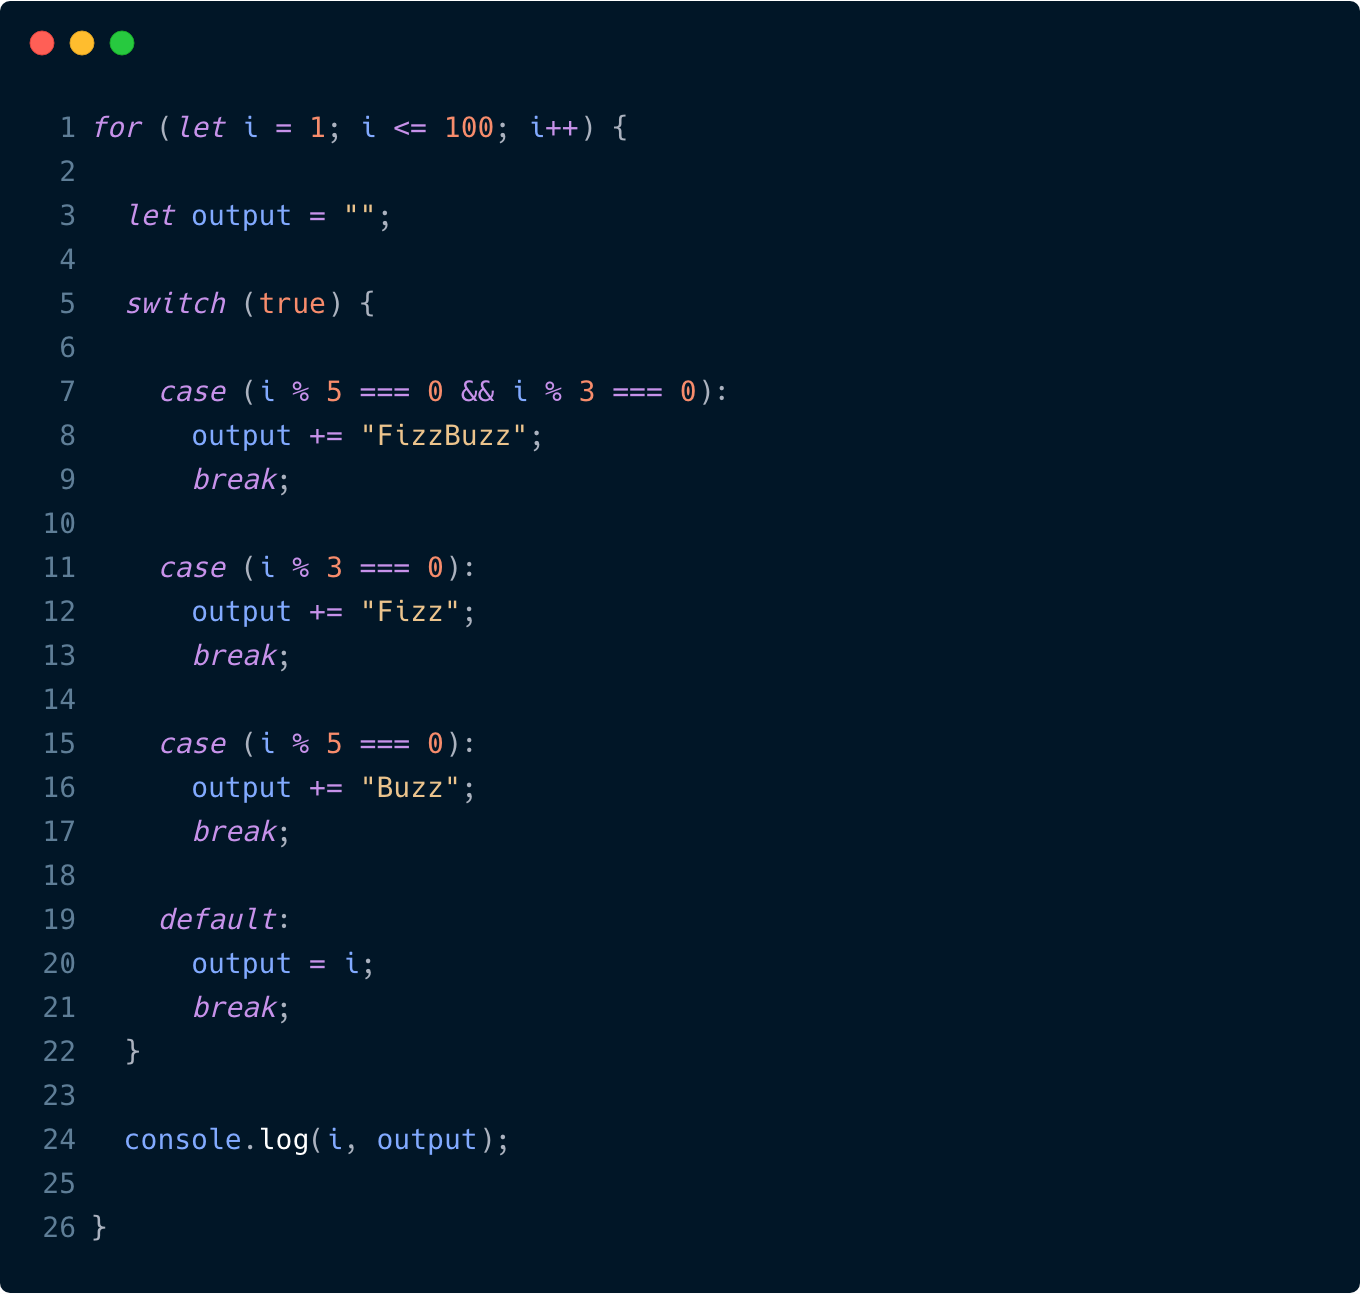 1 for (let i = 1; i <= 100; i++) {
2
3   let output = "";
4
5   switch (true) {
6
7     case (i % 5 === 0 && i % 3 === 0):
8       output += "FizzBuzz";
9       break;
10
11     case (i % 3 === 0):
12       output += "Fizz";
13       break;
14
15     case (i % 5 === 0):
16       output += "Buzz";
17       break;
18
19     default:
20       output = i;
21       break;
22   }
23
24   console.log(i, output);
25
26 }